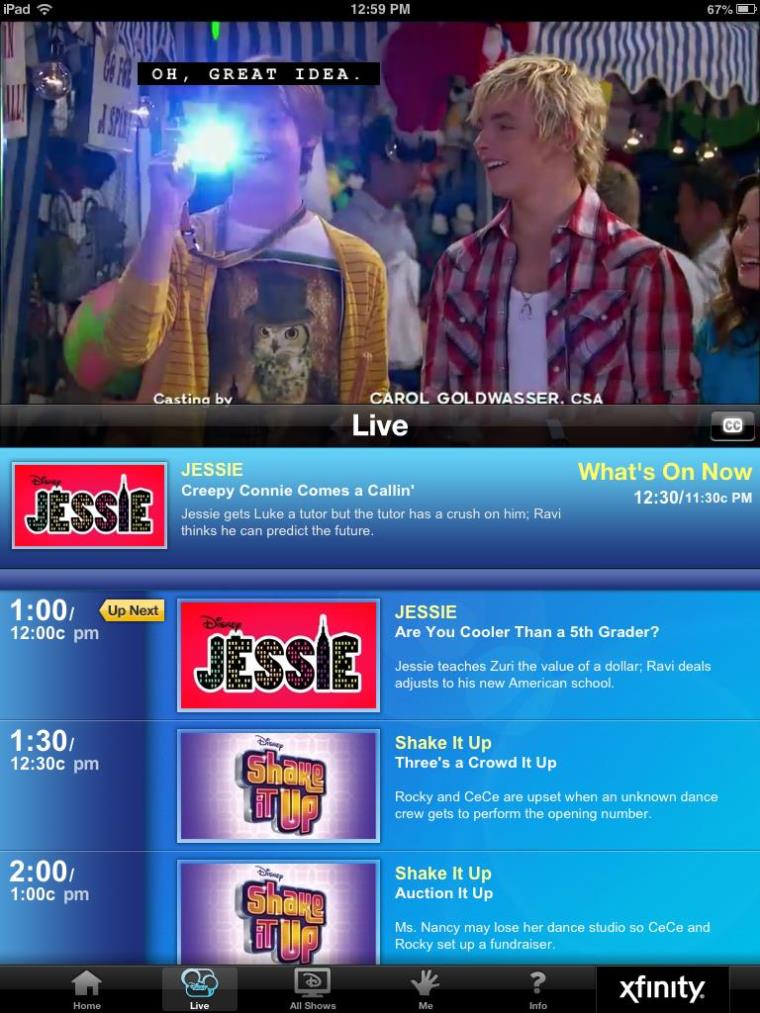 iPad 12:59 PM 67%
OH, GREAT IDEA.
Casting by CAROL GOLDWASSER, CSA
Live CC
Disney JESSIE
JESSIE
Creepy Connie Comes a Callin'
Jessie gets Luke a tutor but the tutor has a crush on him; Ravi
thinks he can predict the future.
What's On Now
12:30/11:30c PM
1:00/
12:00c pm
Up Next
Disney JESSIE
JESSIE
Are You Cooler Than a 5th Grader?
Jessie teaches Zuri the value of a dollar; Ravi deals
adjusts to his new American school.
1:30/
12:30c pm
Disney
Shake
iT Up
Shake It Up
Three's a Crowd It Up
Rocky and CeCe are upset when an unknown dance
crew gets to perform the opening number.
2:00/
1:00c pm
Disney
Shake
iT Up
Shake It Up
Auction It Up
Ms. Nancy may lose her dance studio so CeCe and
Rocky set up a fundraiser.
Home Live All Shows Me ? Info xfinity